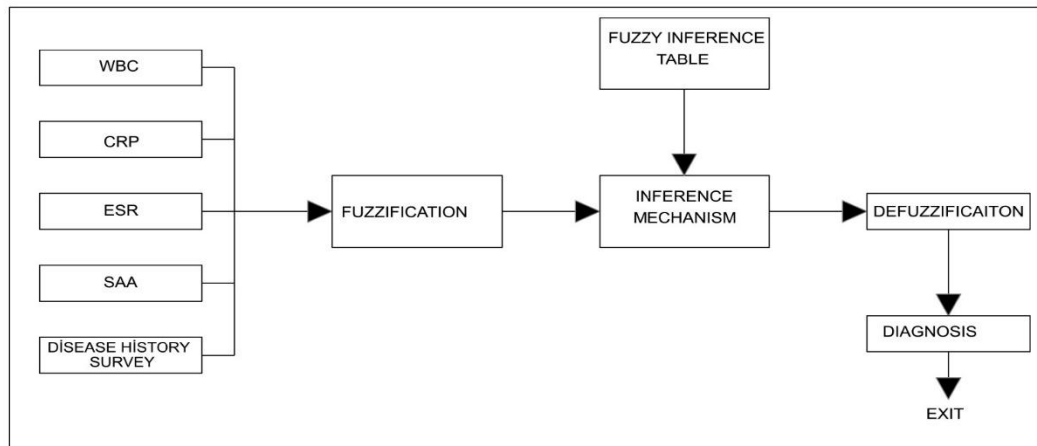 WBC
CRP
ESR
SAA
DİSEASE HİSTORY
SURVEY
FUZZIFICATION
FUZZY INFERENCE
TABLE
INFERENCE
MECHANISM
DEFUZZIFICAITON
DIAGNOSIS
EXIT